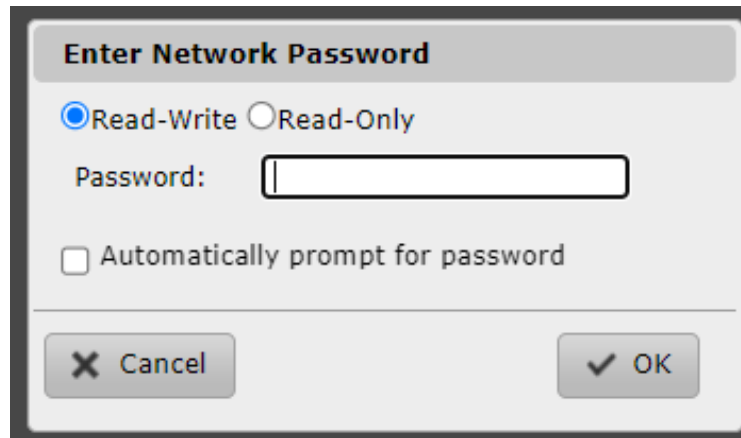 Enter Network Password
Read-Write Read-Only
Password:
Automatically prompt for password
Cancel OK